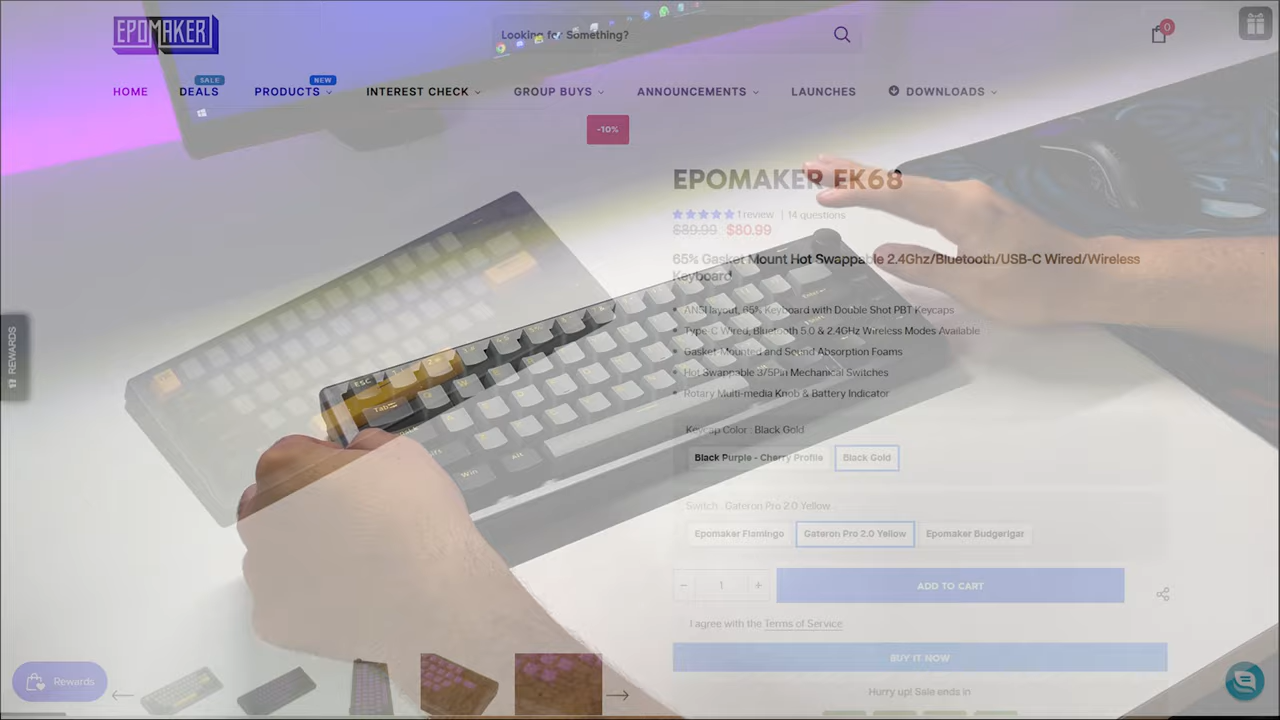 EPOMAKER
Looking for Something?
0
SALE
NEW
HOME
DEALS
PRODUCTS
INTEREST CHECK
GROUP BUYS
ANNOUNCEMENTS
LAUNCHES
DOWNLOADS
-10%
EPOMAKER EK68
1 review | 14 questions
$89.99 $80.99
65% Gasket Mount Hot Swappable 2.4Ghz/Bluetooth/USB-C Wired/Wireless
Keyboard
ANSI layout, 65% Keyboard with Double Shot PBT Keycaps
Type-C Wired, Bluetooth 5.0 & 2.4GHz Wireless Modes Available
Gasket-Mounted and Sound Absorption Foams
Hot Swappable 3/5Pin Mechanical Switches
Rotary Multi-media Knob & Battery Indicator
REWARDS
Keycap Color : Black Gold
Black Purple - Cherry Profile
Black Gold
Switch : Gateron Pro 2.0 Yellow
Epomaker Flamingo
Gateron Pro 2.0 Yellow
Epomaker Budgerigar
− 1 +
ADD TO CART
I agree with the Terms of Service
BUY IT NOW
Hurry up! Sale ends in
Rewards
ESC
Tab
Win
Alt